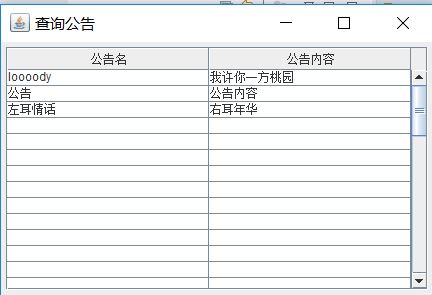 查询公告
公告名 公告内容
loooody 我许你一方桃园
公告 公告内容
左耳情话 右耳年华